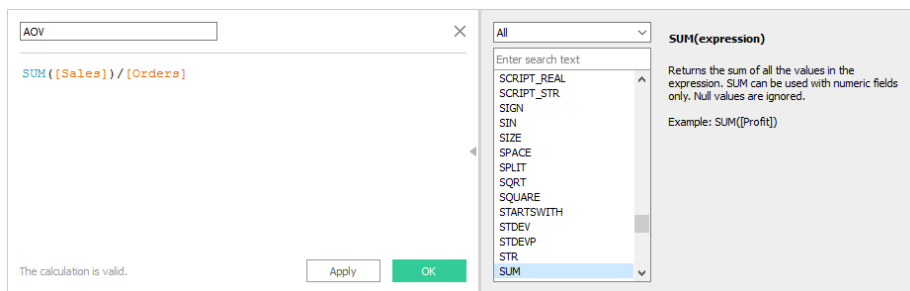 AOV
SUM([Sales])/[Orders]
The calculation is valid.
Apply
OK
All
Enter search text
SCRIPT_REAL
SCRIPT_STR
SIGN
SIN
SIZE
SPACE
SPLIT
SQRT
SQUARE
STARTSWITH
STDEV
STDEVP
STR
SUM
SUM(expression)
Returns the sum of all the values in the
expression. SUM can be used with numeric fields
only. Null values are ignored.
Example: SUM([Profit])